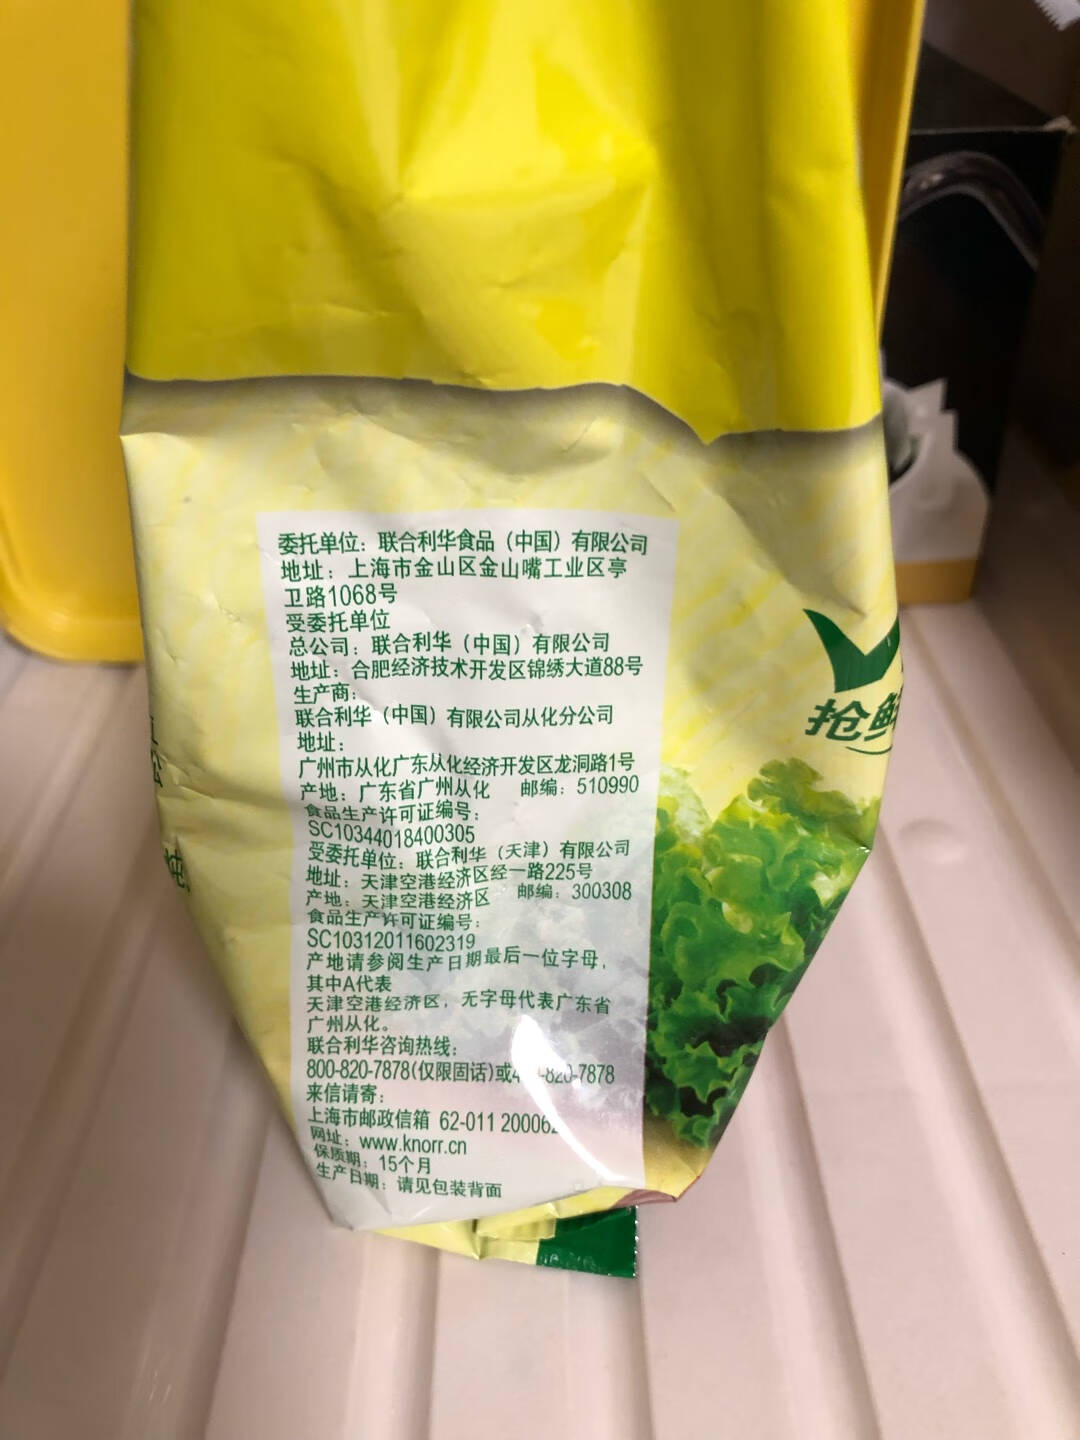 委托单位：联合利华食品（中国）有限公司
地址：上海市金山区金山嘴工业区亭
卫路1068号
受委托单位
总公司：联合利华（中国）有限公司
地址：合肥经济技术开发区锦绣大道88号
生产商：
联合利华（中国）有限公司从化分公司
地址：
广州市从化广东从化经济开发区龙洞路1号
产地：广东省广州从化 邮编：510990
食品生产许可证编号：
SC10344018400305
受委托单位：联合利华（天津）有限公司
地址：天津空港经济区经一路225号
产地：天津空港经济区 邮编：300308
食品生产许可证编号：
SC10312011602319
产地请参阅生产日期最后一位字母，
其中A代表
天津空港经济区，无字母代表广东省
广州从化。
联合利华咨询热线：
800-820-7878(仅限固话)或4 -820-7878
来信请寄：
上海市邮政信箱 62-011 200062
网址：www.knorr.cn
保质期：15个月
生产日期：请见包装背面
抢鲜